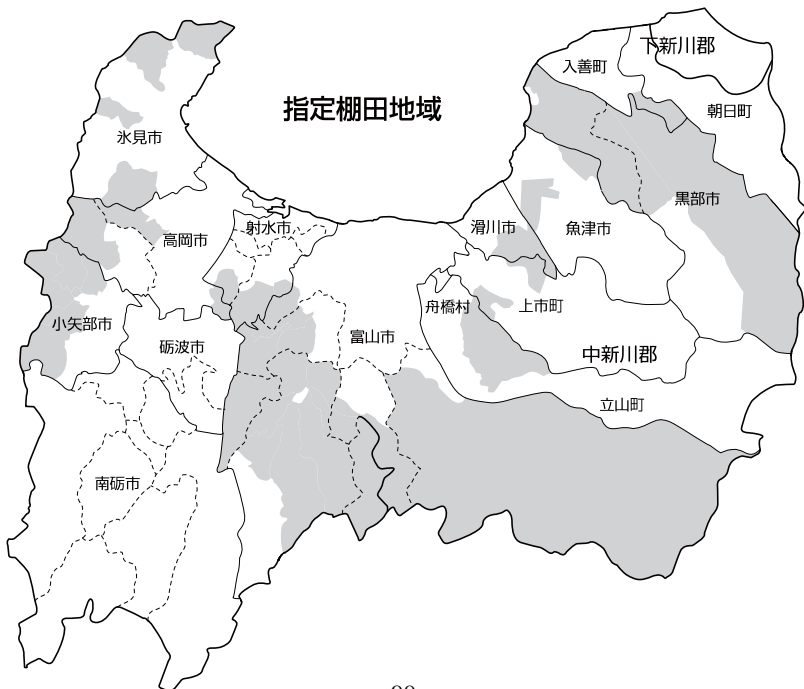 下新川郡
入善町
指定棚田地域
朝日町
氷見市
黒部市
射水市
滑川市
魚津市
高岡市
舟橋村
上市町
小矢部市
富山市
砺波市
中新川郡
立山町
南砺市